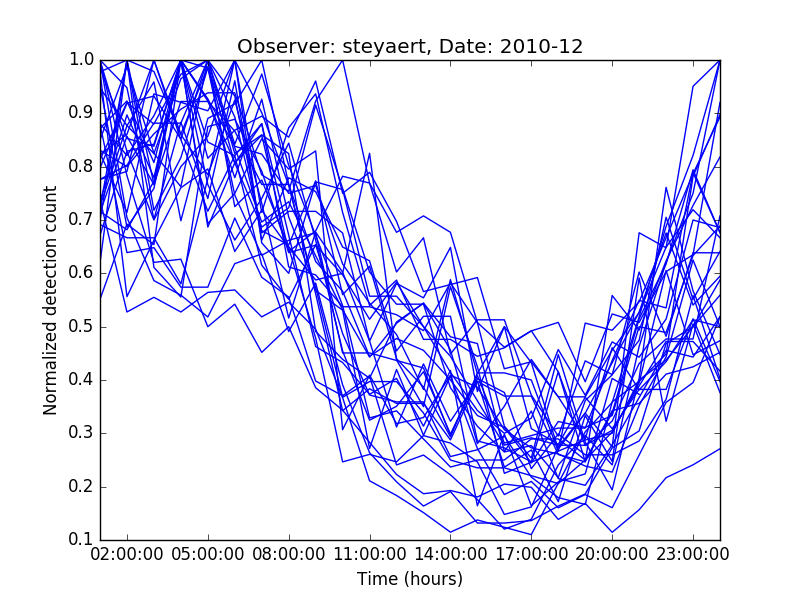 Observer: steyaert, Date: 2010-12
Normalized detection count
1.0
0.9
0.8
0.7
0.6
0.5
0.4
0.3
0.2
0.1
02:00:00 05:00:00 08:00:00 11:00:00 14:00:00 17:00:00 20:00:00 23:00:00
Time (hours)